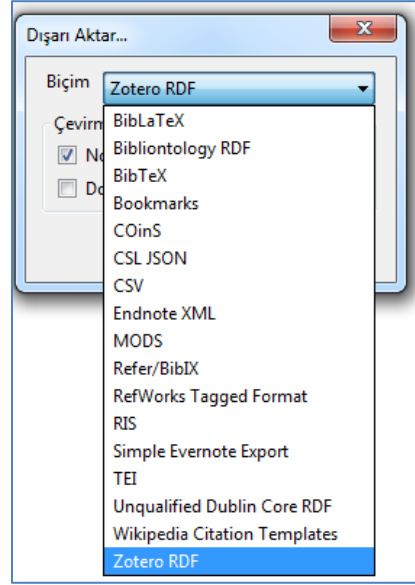 Dışarı Aktar...
Biçim
Zotero RDF
Çevirm
BibLaTeX
Bibliontology RDF
BibTeX
Bookmarks
COinS
CSL JSON
CSV
Endnote XML
MODS
Refer/BibIX
RefWorks Tagged Format
RIS
Simple Evernote Export
TEI
Unqualified Dublin Core RDF
Wikipedia Citation Templates
Zotero RDF